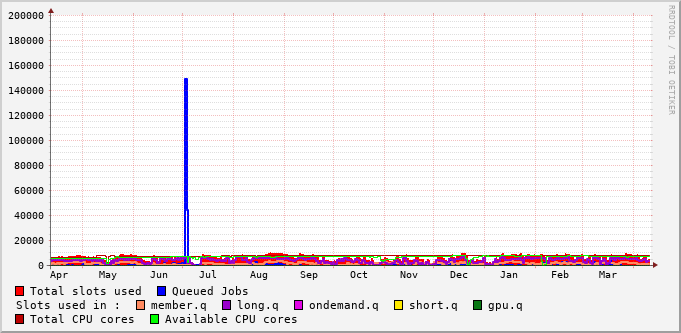 200000
180000
160000
140000
120000
100000
80000
60000
40000
20000
0
Apr May Jun Jul Aug Sep Oct Nov Dec Jan Feb Mar
Total slots used Queued Jobs
Slots used in : member.q long.q ondemand.q short.q gpu.q
Total CPU cores Available CPU cores
RRDTOOL / TOBI OETIKER